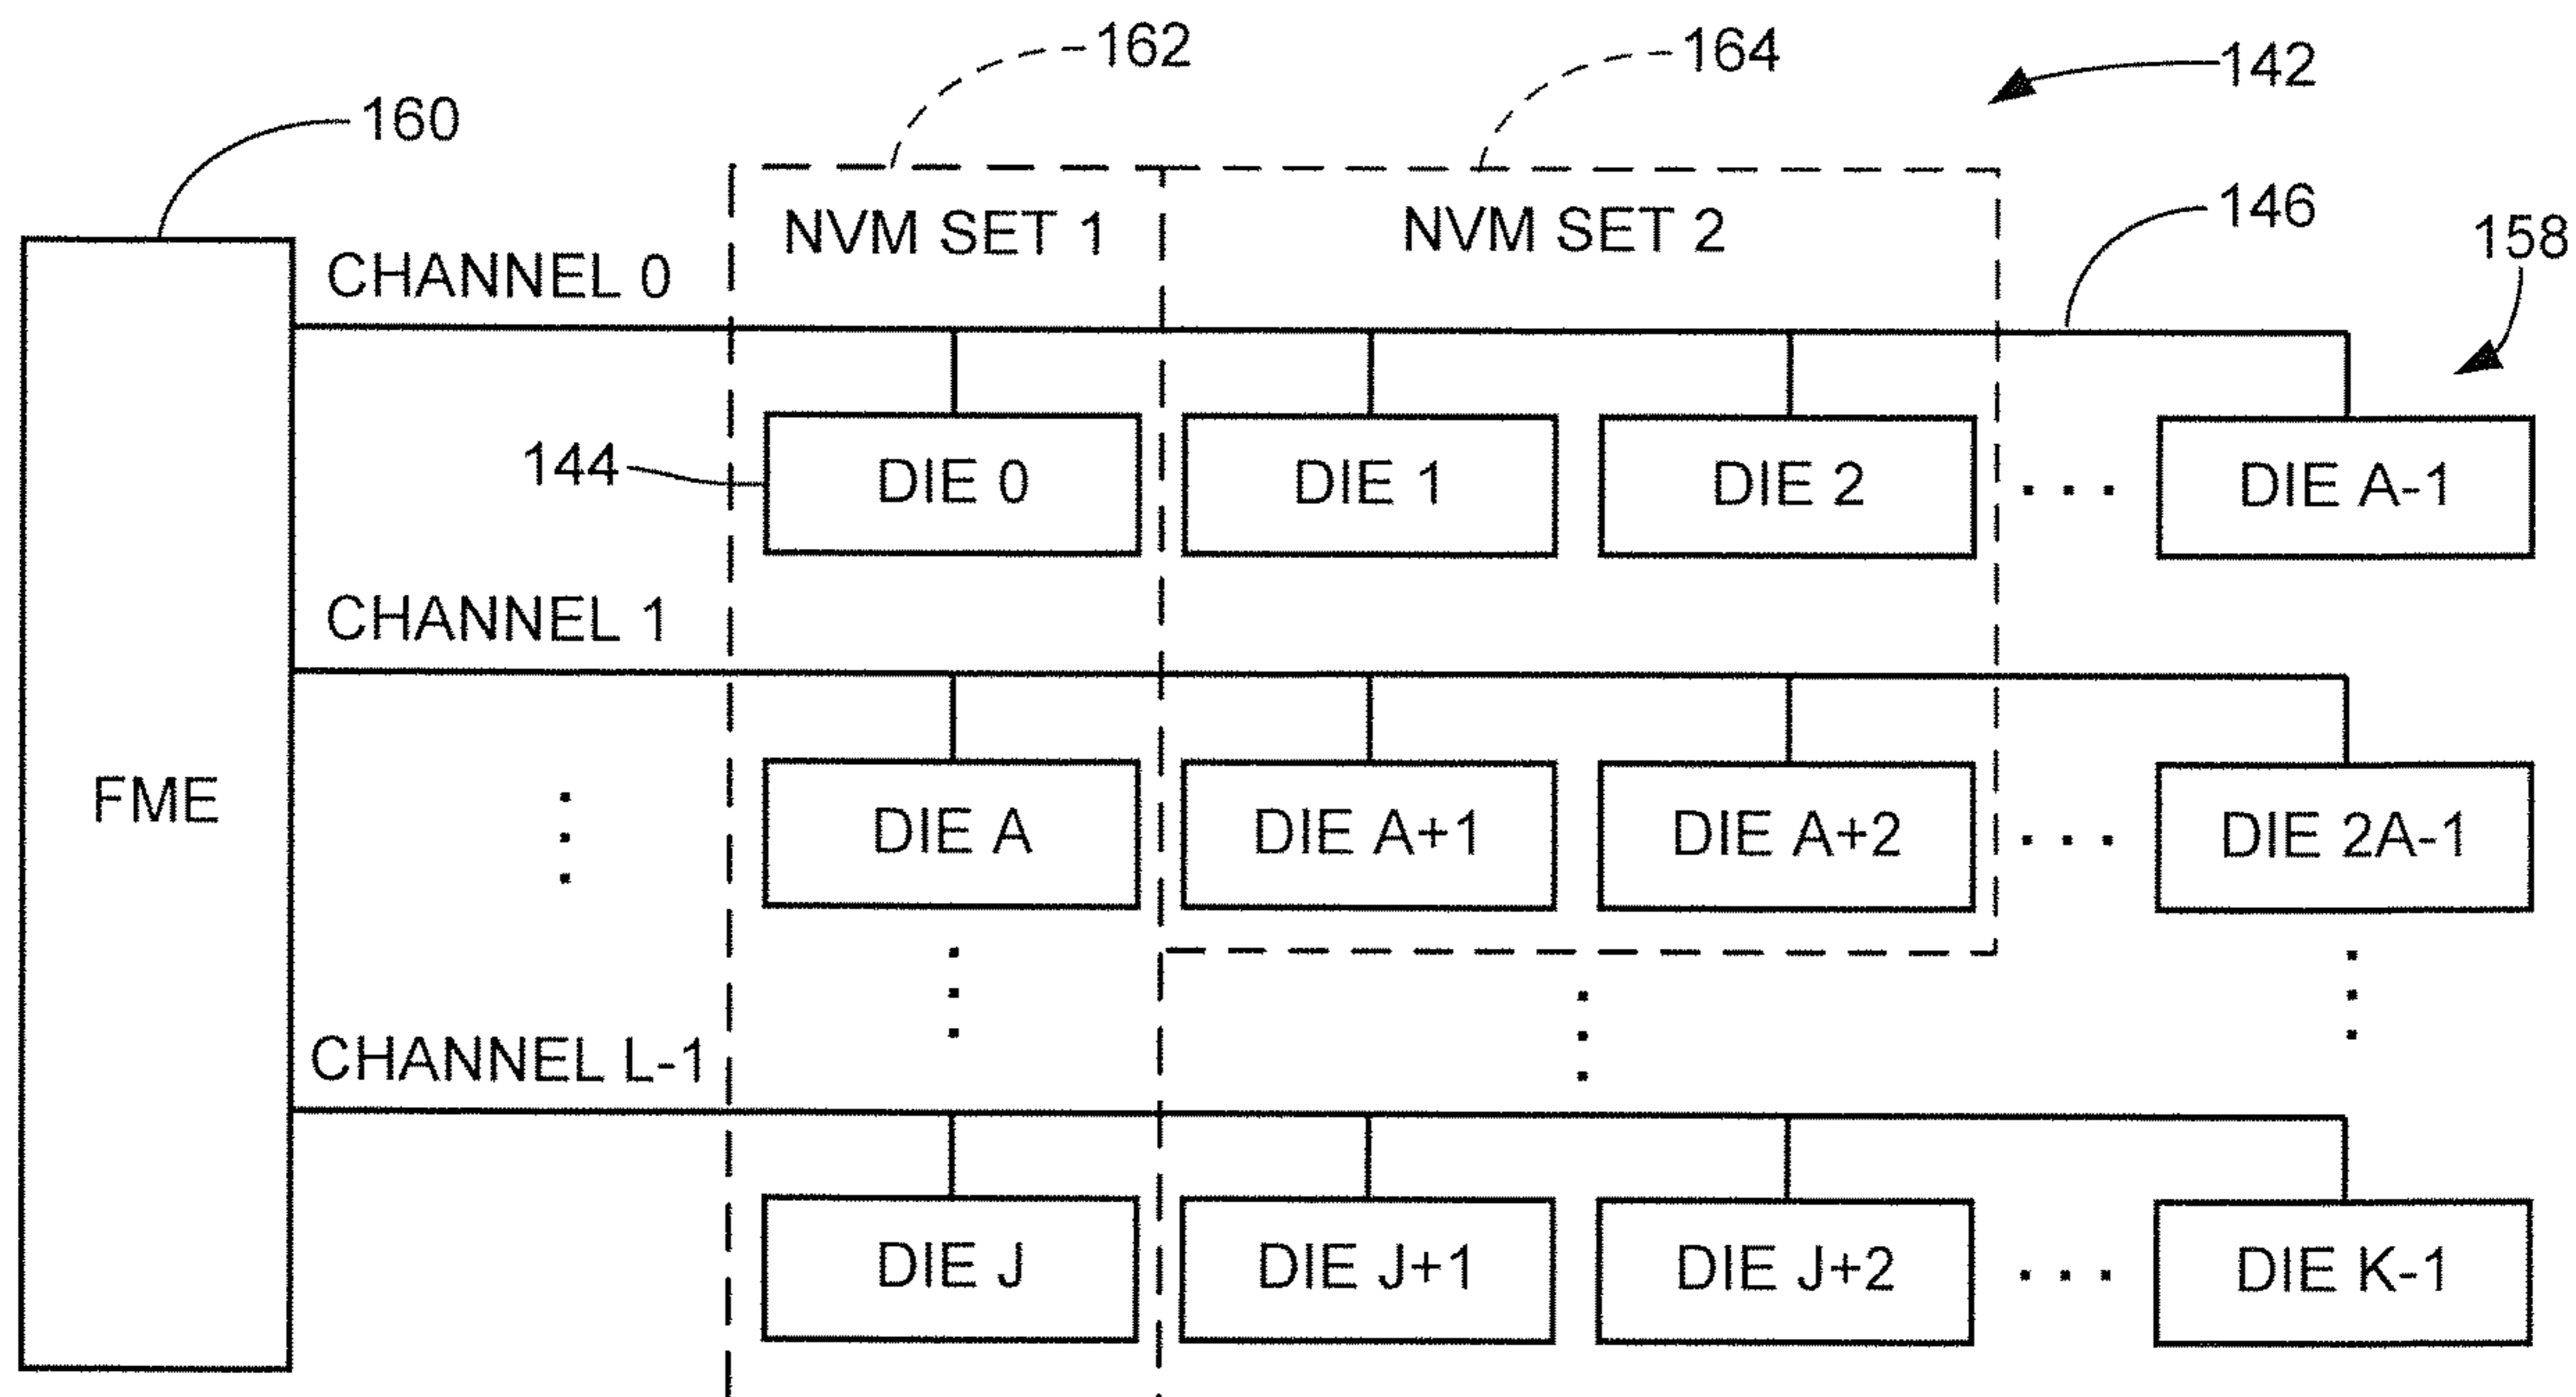 162
164
142
160
146
158
NVM SET 1
NVM SET 2
CHANNEL 0
144
DIE 0
DIE 1
DIE 2
. . .
DIE A-1
CHANNEL 1
FME
DIE A
DIE A+1
DIE A+2
. . .
DIE 2A-1
CHANNEL L-1
DIE J
DIE J+1
DIE J+2
. . .
DIE K-1